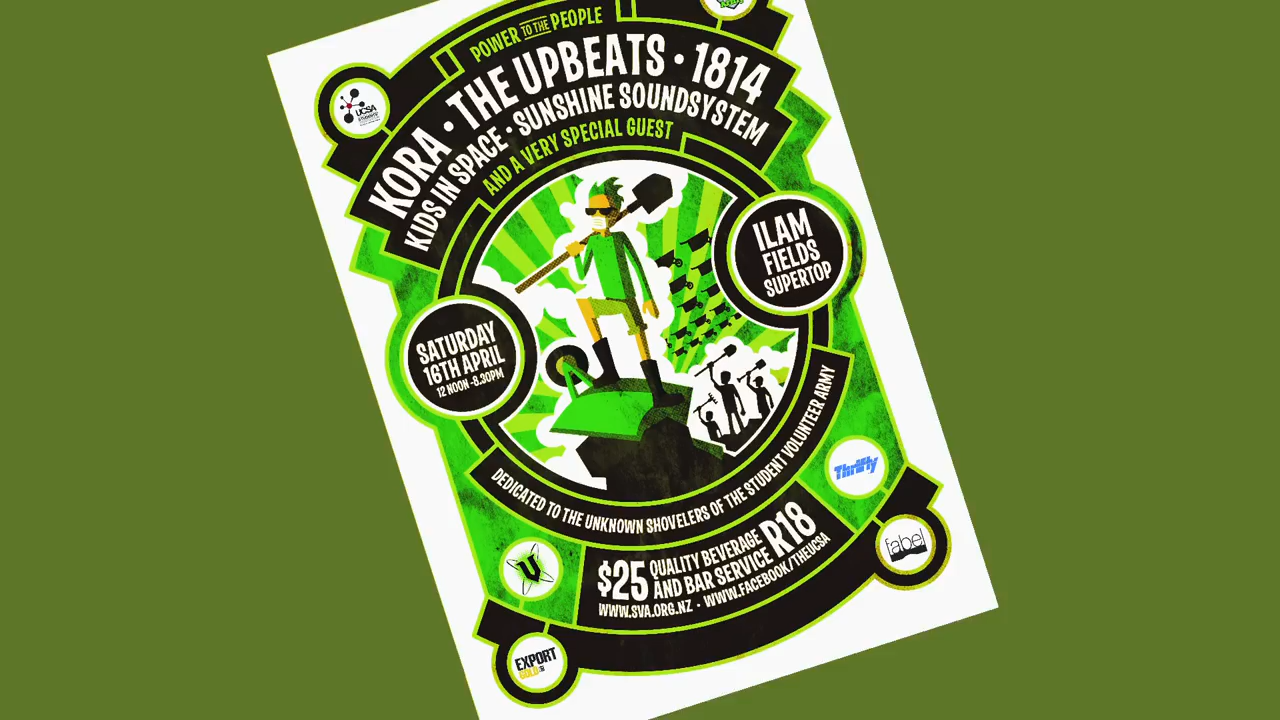 POWER TO THE PEOPLE
KORA · THE UPBEATS · 1814
KIDS IN SPACE · SUNSHINE SOUNDSYSTEM
AND A VERY SPECIAL GUEST
UCSA
ILAM
FIELDS
SUPERTOP
SATURDAY
16TH APRIL
12 NOON-8.30PM
DEDICATED TO THE UNKNOWN SHOVELERS OF THE STUDENT VOLUNTEER ARMY
Thrifty
label
V
$25 QUALITY BEVERAGE
AND BAR SERVICE R18
WWW.SVA.ORG.NZ · WWW.FACEBOOK/THEUCSA
EXPORT
GOLD